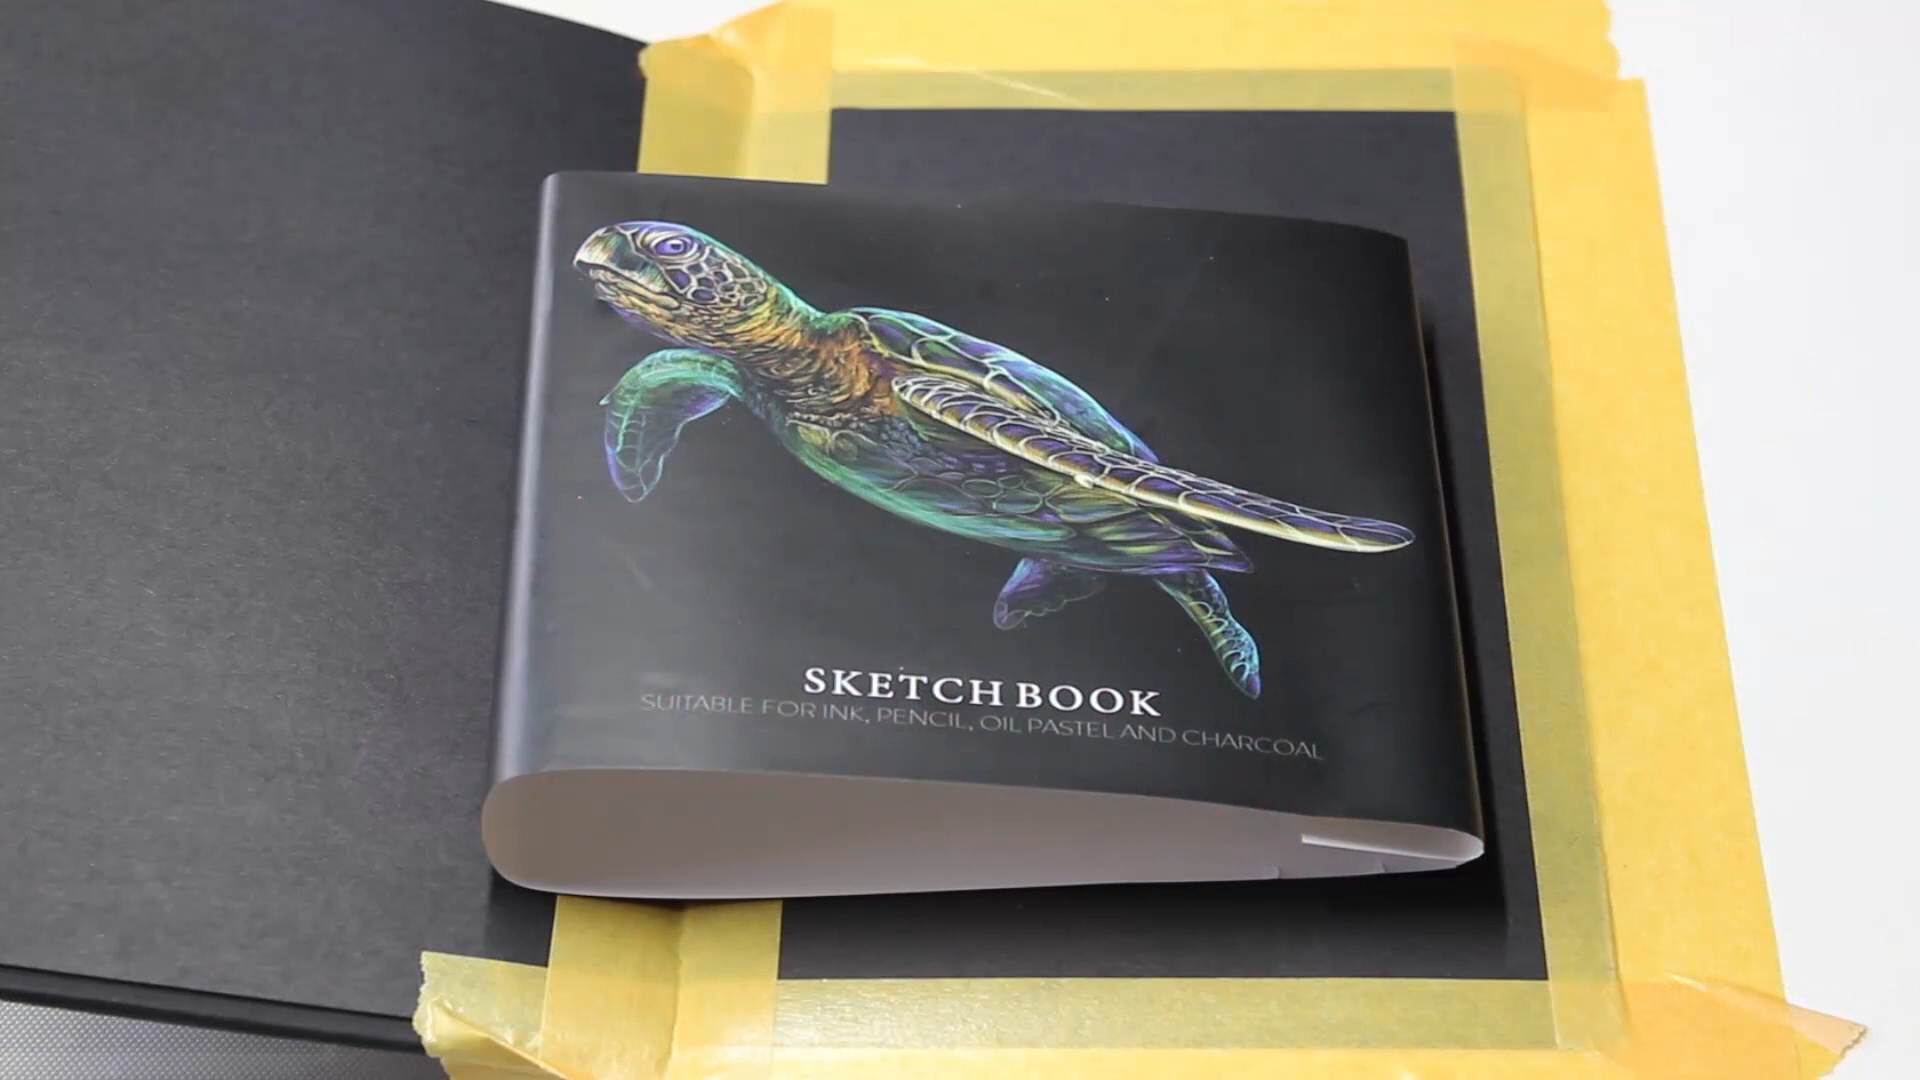 SKETCH BOOK
SUITABLE FOR INK, PENCIL, OIL PASTEL AND CHARCOAL